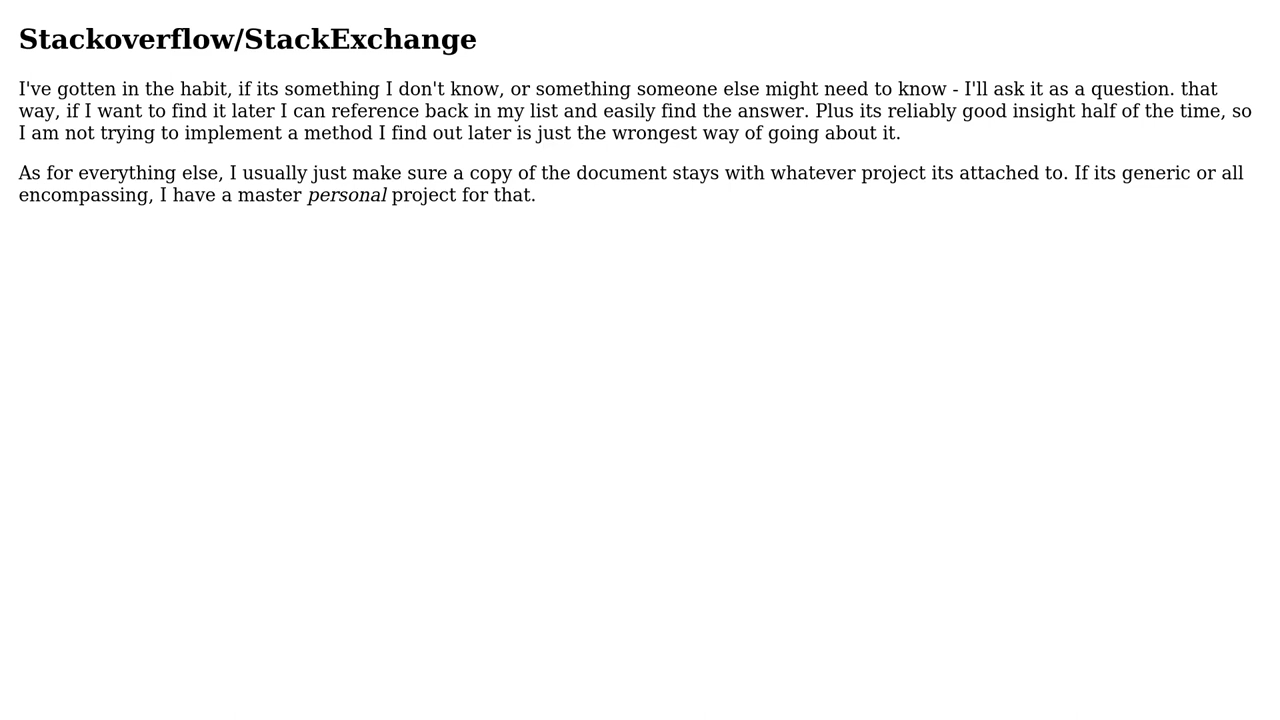 Stackoverflow/StackExchange
I've gotten in the habit, if its something I don't know, or something someone else might need to know - I'll ask it as a question. that
way, if I want to find it later I can reference back in my list and easily find the answer. Plus its reliably good insight half of the time, so
I am not trying to implement a method I find out later is just the wrongest way of going about it.
As for everything else, I usually just make sure a copy of the document stays with whatever project its attached to. If its generic or all
encompassing, I have a master personal project for that.